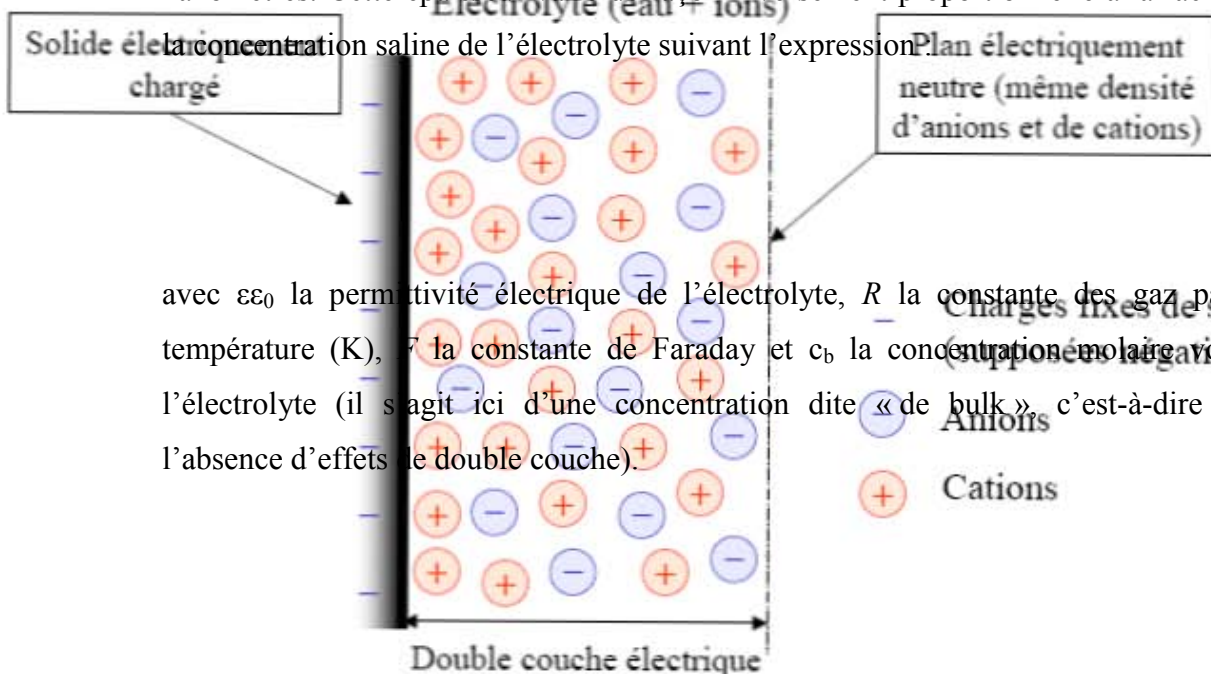 Electrolyte (eau + ions)
la concentration saline de l’électrolyte suivant l’expression :
Solide électriquement
chargé
Plan électriquement
neutre (même densité
d’anions et de cations)
avec εε₀ la permittivité électrique de l’électrolyte, R la constante des gaz
Charges fixes de
température (K), F la constante de Faraday et c_b la concentration molaire
(supposées
l’électrolyte (il s’agit ici d’une concentration dite « de bulk », c’est-à-dire
Anions
l’absence d’effets de double couche).
Cations
Double couche électrique